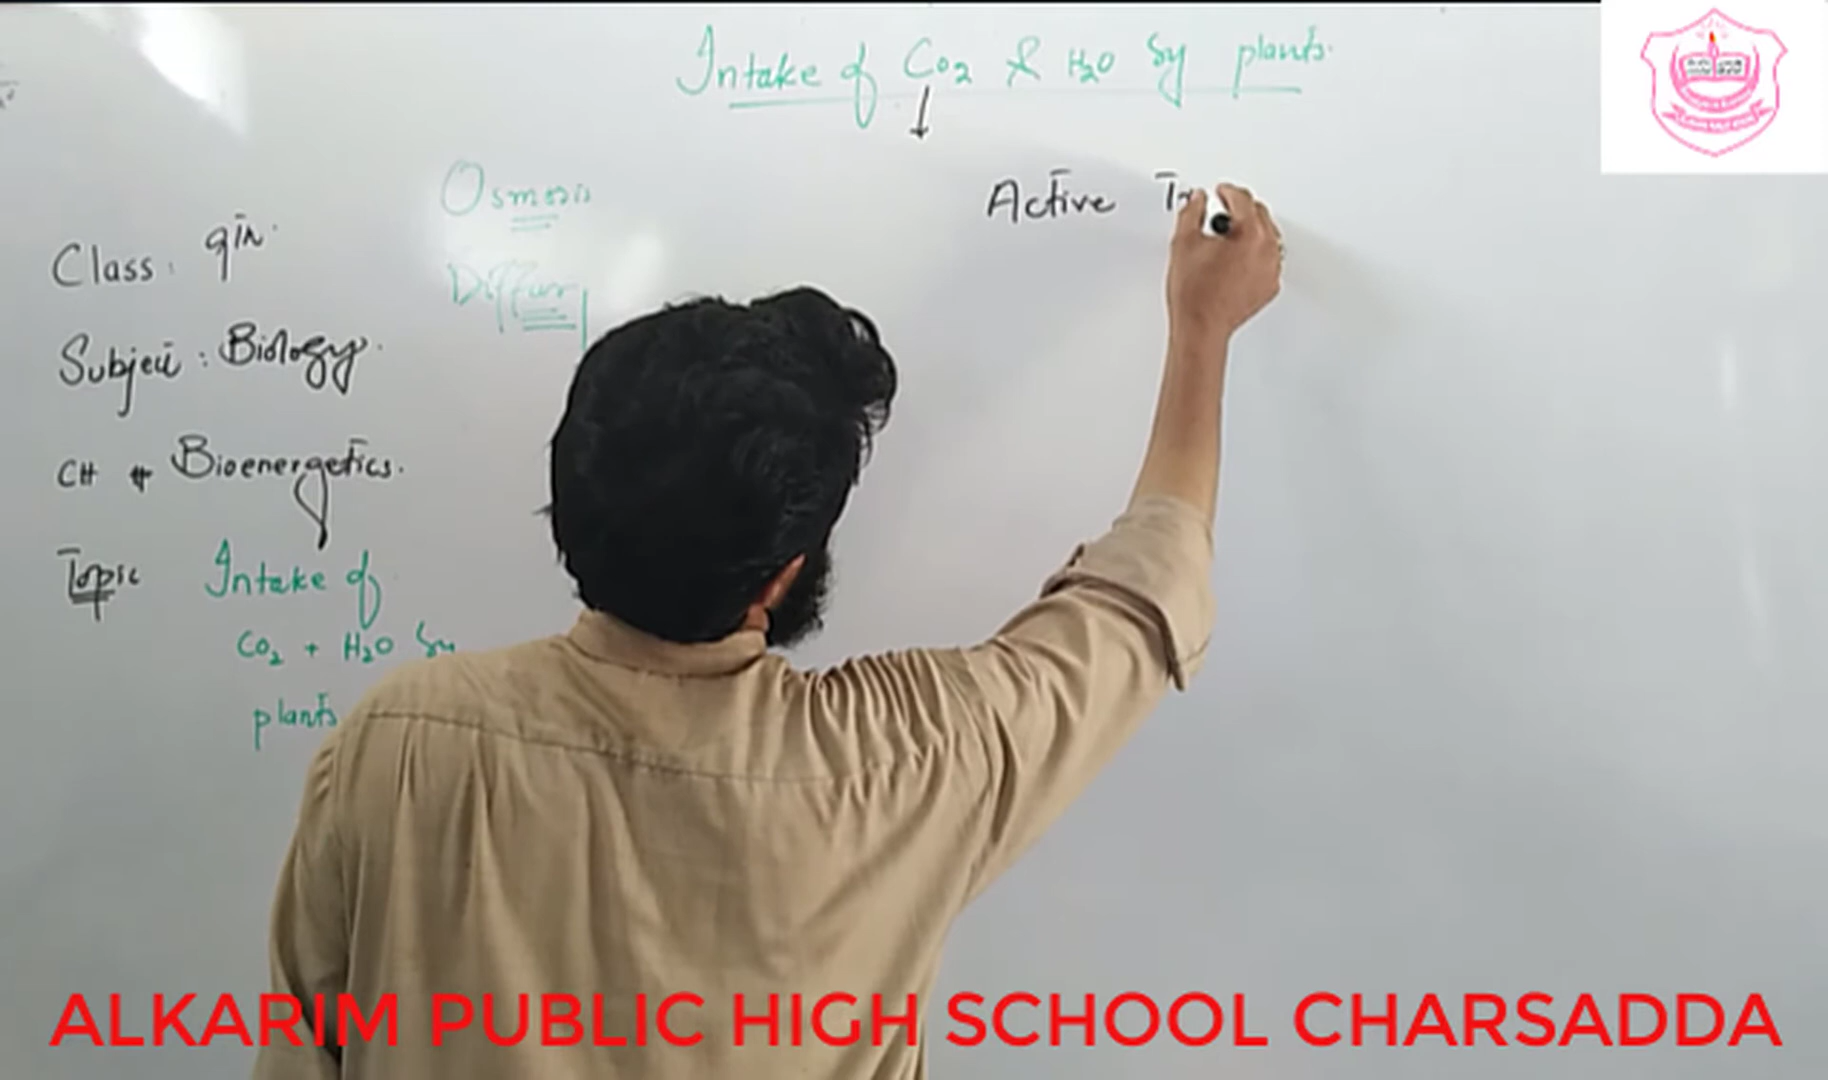 Intake of Co2 & H2O by plants.
Osmosis
Class: 9th.
Subject: Biology.
CH # Bioenergetics.
Topic Intake of
Co2 + H2O by
plants
Active
ALKARIM PUBLIC HIGH SCHOOL CHARSADDA